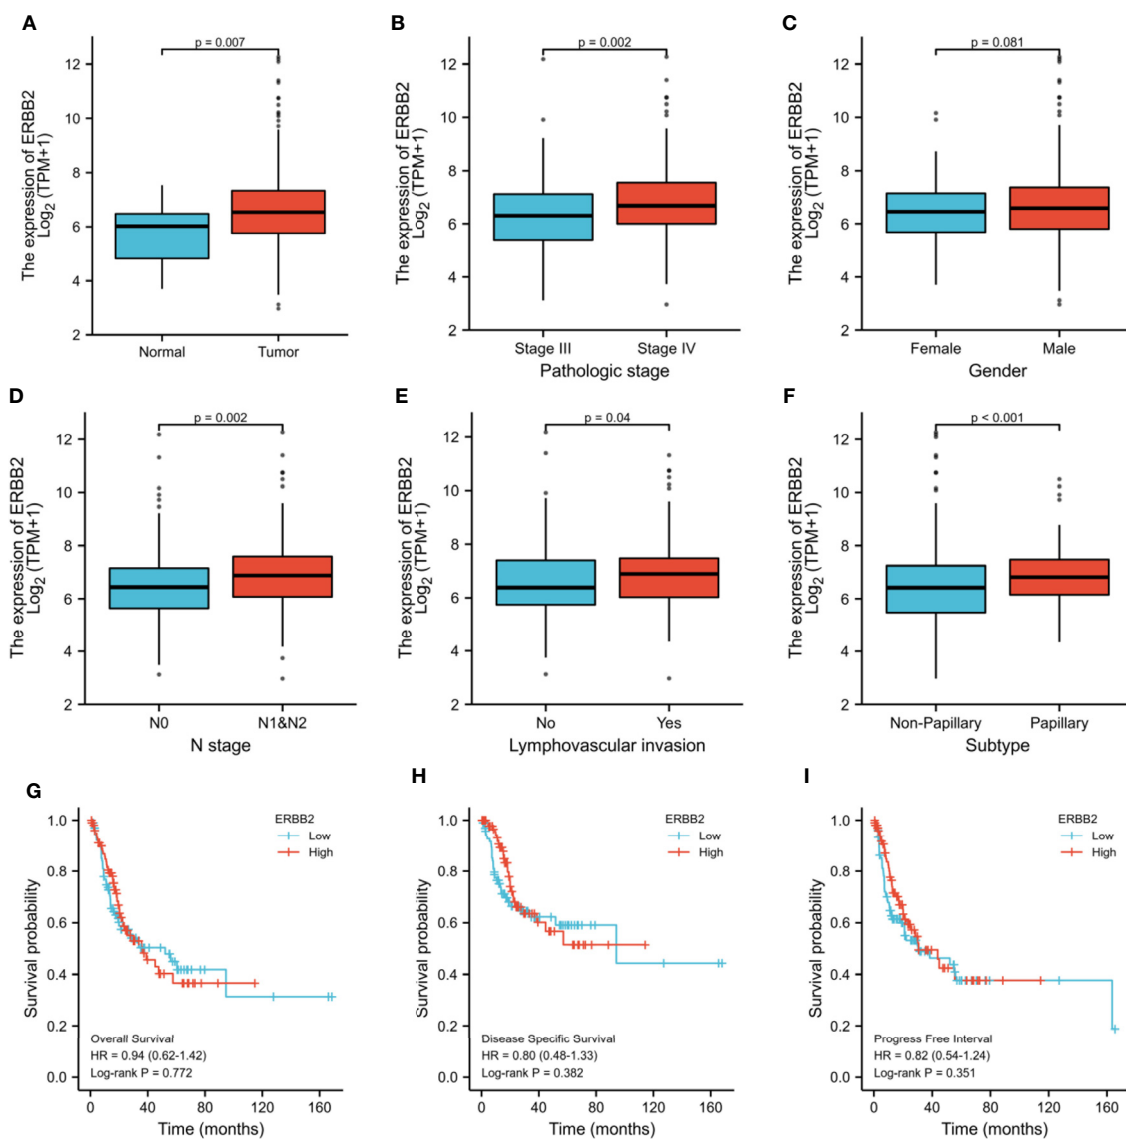 A
The expression of ERBB2
Log2 (TPM+1)
12
10
8
6
4
2
p = 0.007
Normal
Tumor
B
The expression of ERBB2
Log2 (TPM+1)
12
10
8
6
4
2
p = 0.002
Stage III
Stage IV
Pathologic stage
C
The expression of ERBB2
Log2 (TPM+1)
12
10
8
6
4
2
p = 0.081
Female
Male
Gender
D
The expression of ERBB2
Log2 (TPM+1)
12
10
8
6
4
2
p = 0.002
N0
N1&N2
N stage
E
The expression of ERBB2
Log2 (TPM+1)
12
10
8
6
4
2
p = 0.04
No
Yes
Lymphovascular invasion
F
The expression of ERBB2
Log2 (TPM+1)
12
10
8
6
4
2
p < 0.001
Non-Papillary
Papillary
Subtype
G
Survival probability
1.0
0.8
0.6
0.4
0.2
0.0
ERBB2
Low
High
Overall Survival
HR = 0.94 (0.62-1.42)
Log-rank P = 0.772
0
40
80
120
160
Time (months)
H
Survival probability
1.0
0.8
0.6
0.4
0.2
0.0
ERBB2
Low
High
Disease Specific Survival
HR = 0.80 (0.48-1.33)
Log-rank P = 0.382
0
40
80
120
160
Time (months)
I
Survival probability
1.0
0.8
0.6
0.4
0.2
0.0
ERBB2
Low
High
Progress Free Interval
HR = 0.82 (0.54-1.24)
Log-rank P = 0.351
0
40
80
120
160
Time (months)